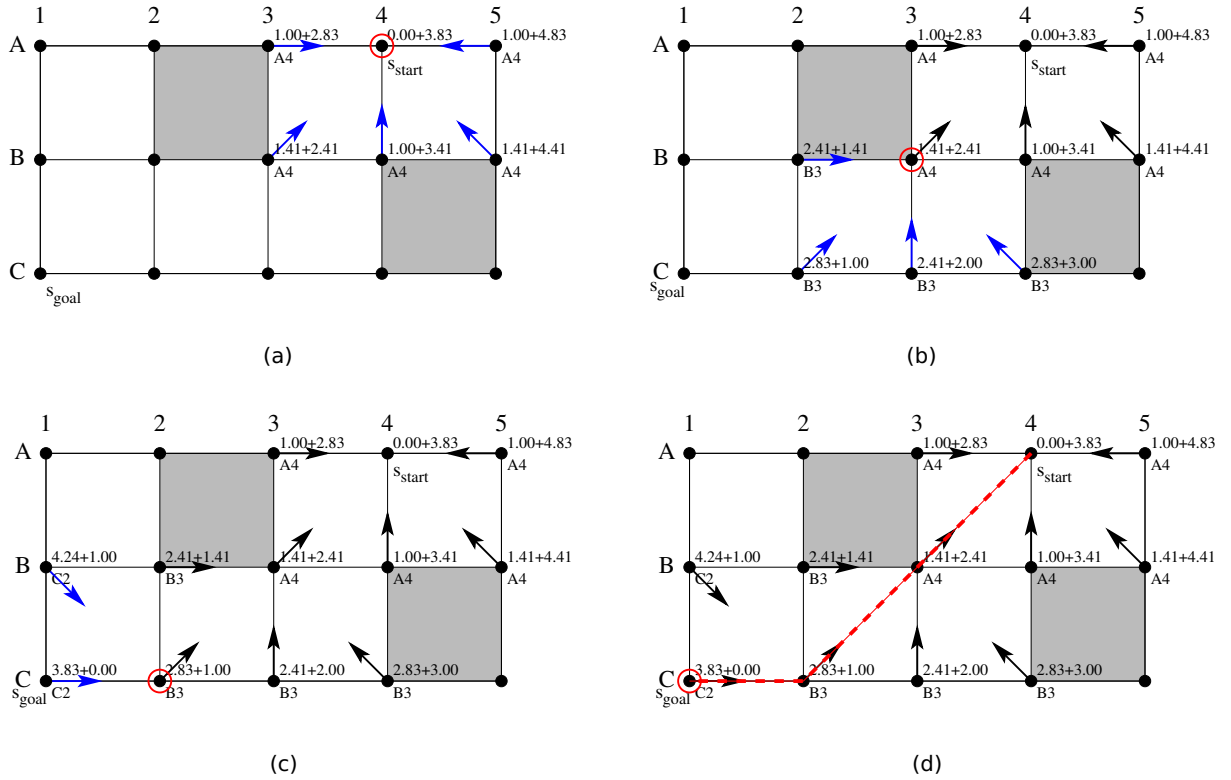 1 2 3 4 5
A 1.00+2.83 0.00+3.83 1.00+4.83
A4 s_start A4
B 1.41+2.41 1.00+3.41 1.41+4.41
A4 A4 A4
C
s_goal
(a)
1 2 3 4 5
A 1.00+2.83 0.00+3.83 1.00+4.83
A4 s_start A4
B 2.41+1.41 1.41+2.41 1.00+3.41 1.41+4.41
B3 A4 A4 A4
C 2.83+1.00 2.41+2.00 2.83+3.00
s_goal B3 B3 B3
(b)
1 2 3 4 5
A 1.00+2.83 0.00+3.83 1.00+4.83
A4 s_start A4
B 4.24+1.00 2.41+1.41 1.41+2.41 1.00+3.41 1.41+4.41
C2 B3 A4 A4 A4
C 3.83+0.00 2.83+1.00 2.41+2.00 2.83+3.00
s_goal C2 B3 B3 B3
(c)
1 2 3 4 5
A 1.00+2.83 0.00+3.83 1.00+4.83
A4 s_start A4
B 4.24+1.00 2.41+1.41 1.41+2.41 1.00+3.41 1.41+4.41
C2 B3 A4 A4 A4
C 3.83+0.00 2.83+1.00 2.41+2.00 2.83+3.00
s_goal C2 B3 B3 B3
(d)